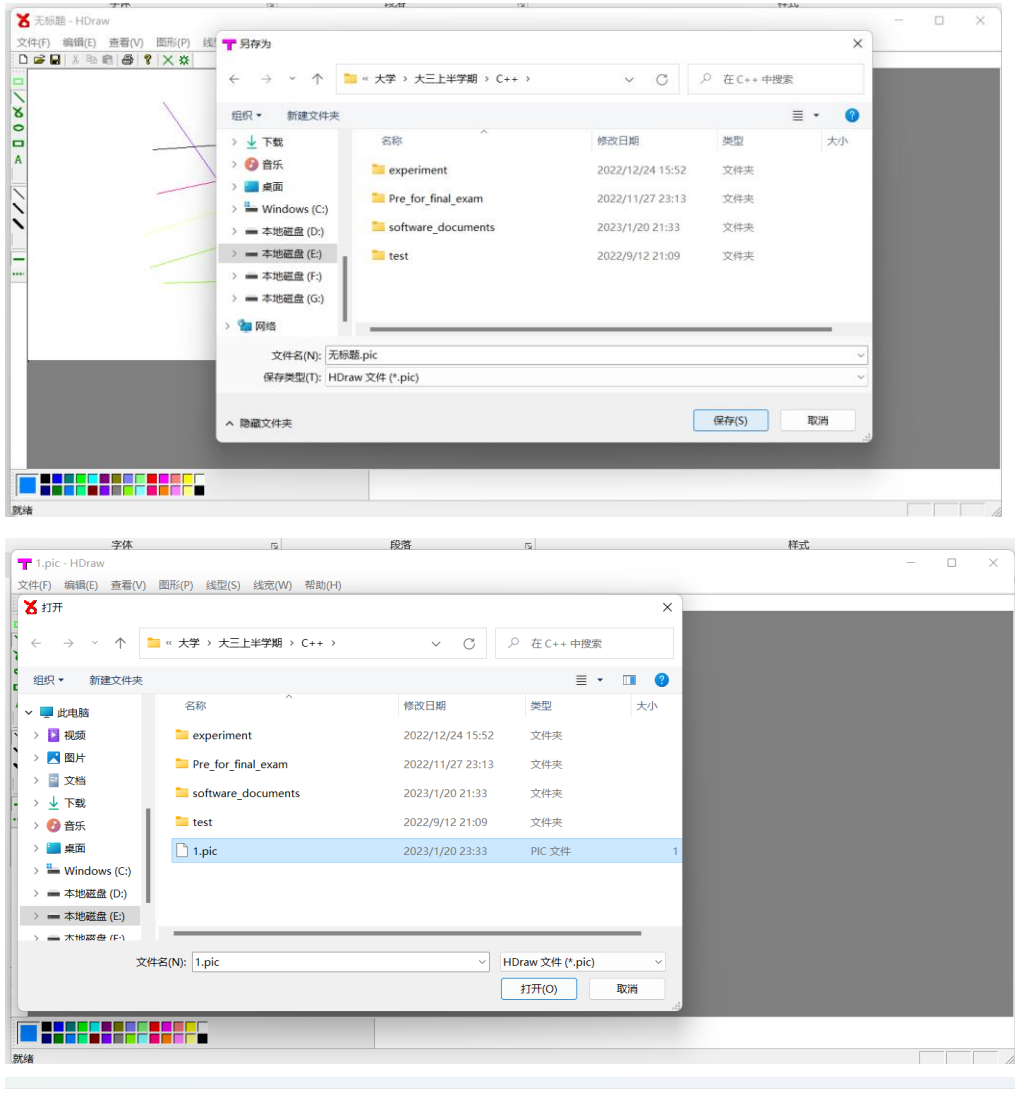 无标题 - HDraw
文件(F) 编辑(E) 查看(V) 图形(P)
A
另存为
« 大学 › 大三上半学期 › C++ ›
在 C++ 中搜索
组织 新建文件夹
名称 修改日期 类型 大小
下载
音乐
桌面
Windows (C:)
本地磁盘 (D:)
本地磁盘 (E:)
本地磁盘 (F:)
本地磁盘 (G:)
网络
experiment 2022/12/24 15:52 文件夹
Pre_for_final_exam 2022/11/27 23:13 文件夹
software_documents 2023/1/20 21:33 文件夹
test 2022/9/12 21:09 文件夹
文件名(N): 无标题.pic
保存类型(T): HDraw 文件 (*.pic)
隐藏文件夹
保存(S) 取消
就绪
字体 段落 样式
1.pic - HDraw
文件(F) 编辑(E) 查看(V) 图形(P) 线型(S) 线宽(W) 帮助(H)
打开
« 大学 › 大三上半学期 › C++ ›
在 C++ 中搜索
组织 新建文件夹
名称 修改日期 类型 大小
此电脑
视频
图片
文档
下载
音乐
桌面
Windows (C:)
本地磁盘 (D:)
本地磁盘 (E:)
experiment 2022/12/24 15:52 文件夹
Pre_for_final_exam 2022/11/27 23:13 文件夹
software_documents 2023/1/20 21:33 文件夹
test 2022/9/12 21:09 文件夹
1.pic 2023/1/20 23:33 PIC 文件 1
文件名(N): 1.pic
HDraw 文件 (*.pic)
打开(O) 取消
就绪